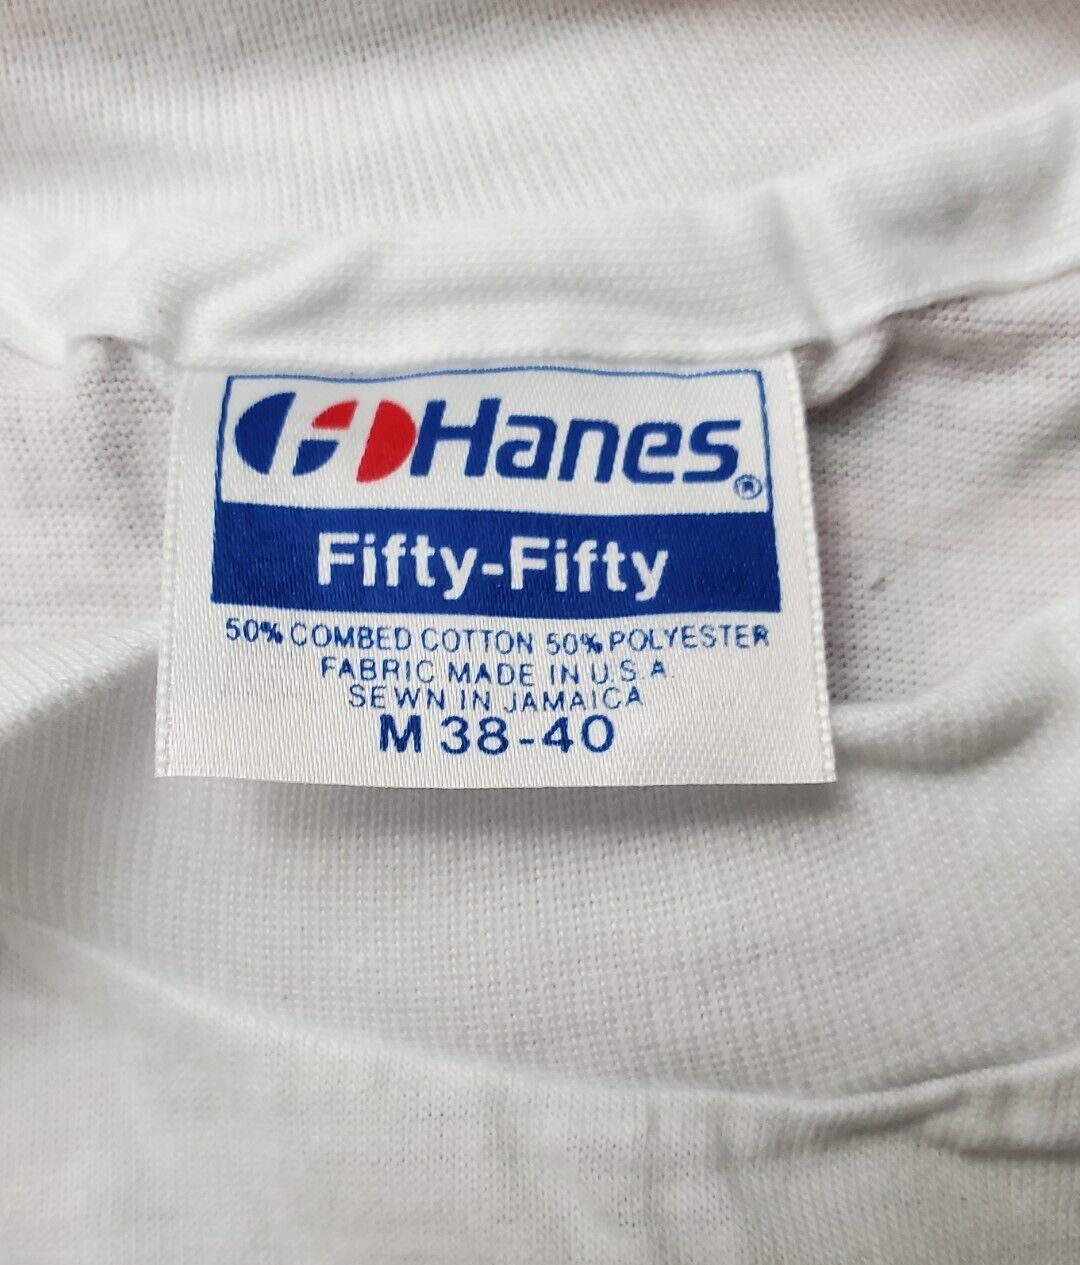 Hanes®
Fifty-Fifty
50% COMBED COTTON 50% POLYESTER
FABRIC MADE IN U.S.A.
SEWN IN JAMAICA
M 38-40